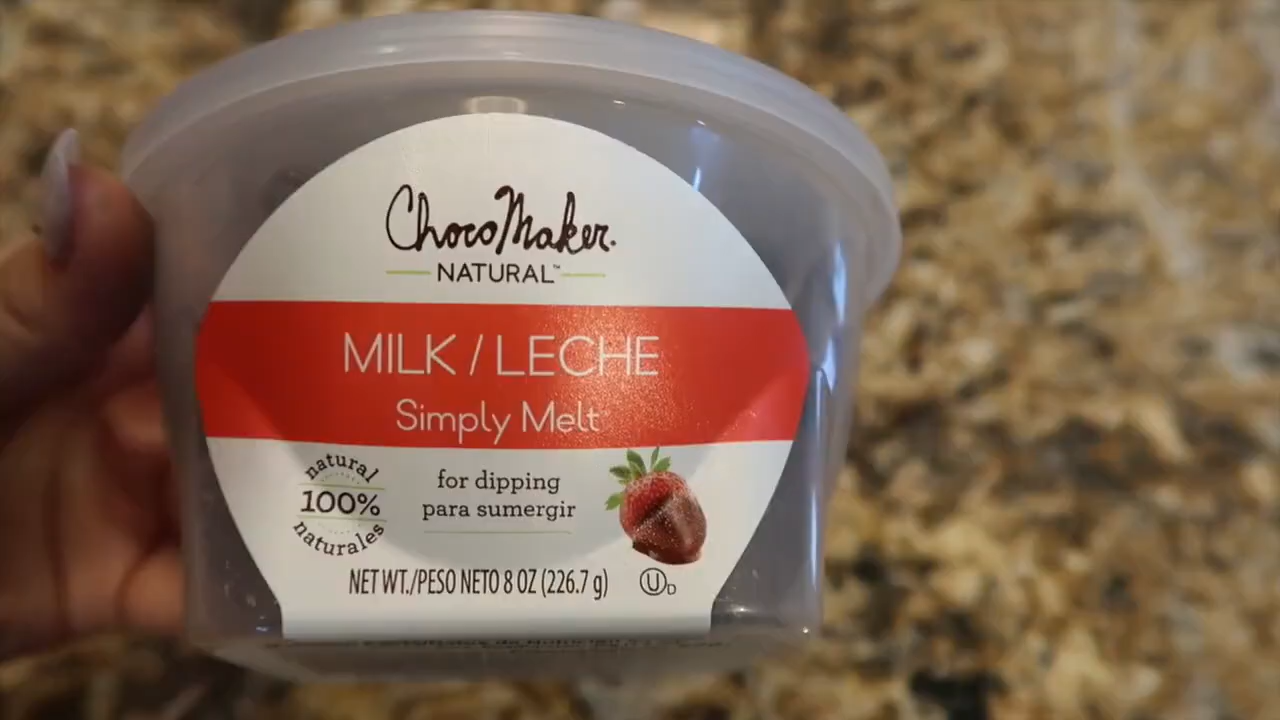 ChocoMaker.
NATURAL™
MILK / LECHE
Simply Melt
natural
100%
naturales
for dipping
para sumergir
NET WT./PESO NETO 8 OZ (226.7 g)
U D